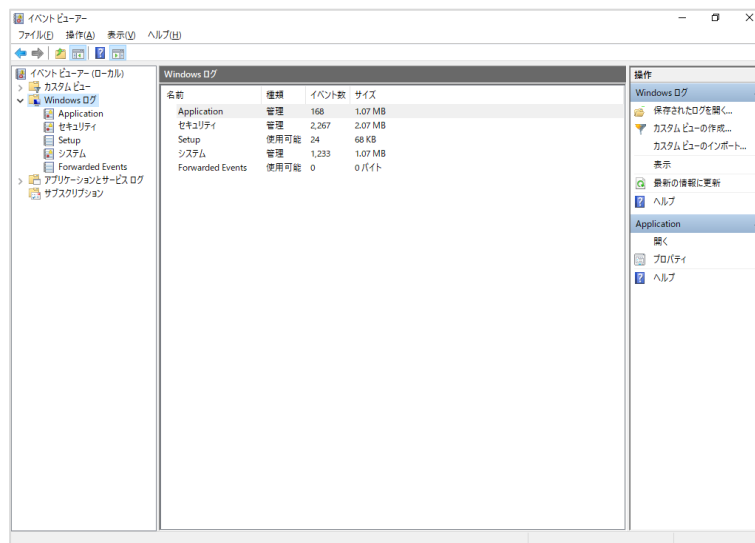 イベント ビューアー
ファイル(F) 操作(A) 表示(V) ヘルプ(H)
イベント ビューアー (ローカル)
カスタム ビュー
Windows ログ
Application
セキュリティ
Setup
システム
Forwarded Events
アプリケーションとサービス ログ
サブスクリプション
Windows ログ
名前 種類 イベント数 サイズ
Application 管理 168 1.07 MB
セキュリティ 管理 2,267 2.07 MB
Setup 使用可能 24 68 KB
システム 管理 1,233 1.07 MB
Forwarded Events 使用可能 0 0 バイト
操作
Windows ログ
保存されたログを開く...
カスタム ビューの作成...
カスタム ビューのインポート...
表示
最新の情報に更新
ヘルプ
Application
開く
プロパティ
ヘルプ